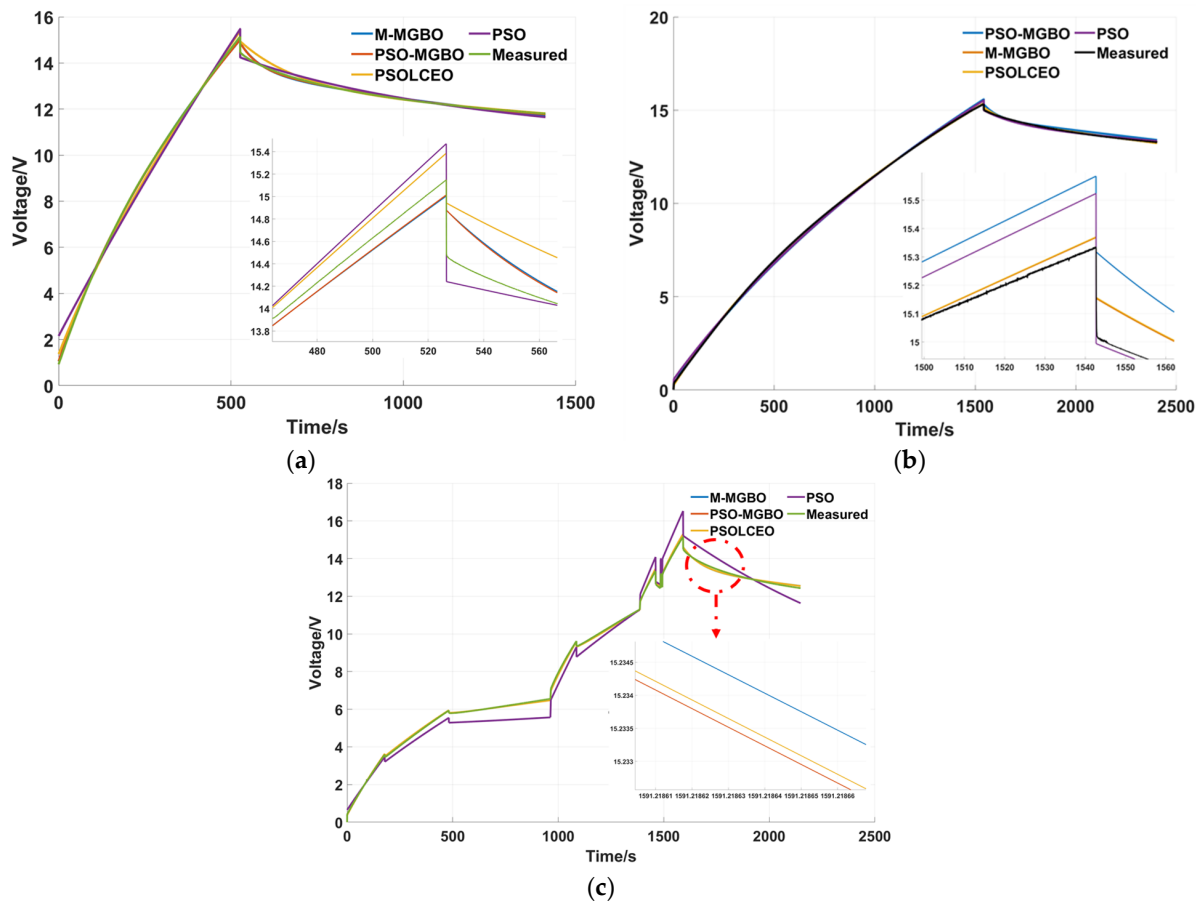 16
14
12
10
8
6
4
2
0
Voltage/V
M-MGBO
PSO
PSO-MGBO
Measured
PSOLCEO
15.4
15.2
15
14.8
14.6
14.4
14.2
14
13.8
480 500 520 540 560
0 500 1000 1500
Time/s
(a)
20
15
10
5
0
Voltage/V
PSO-MGBO
PSO
M-MGBO
Measured
PSOLCEO
15.5
15.4
15.3
15.2
15.1
15
1500 1510 1520 1530 1540 1550 1560
0 500 1000 1500 2000 2500
Time/s
(b)
18
16
14
12
10
8
6
4
2
0
Voltage/V
M-MGBO
PSO
PSO-MGBO
Measured
PSOLCEO
15.2345
15.234
15.2335
15.233
1591.21861 1591.21862 1591.21863 1591.21864 1591.21865 1591.21866
0 500 1000 1500 2000 2500
Time/s
(c)